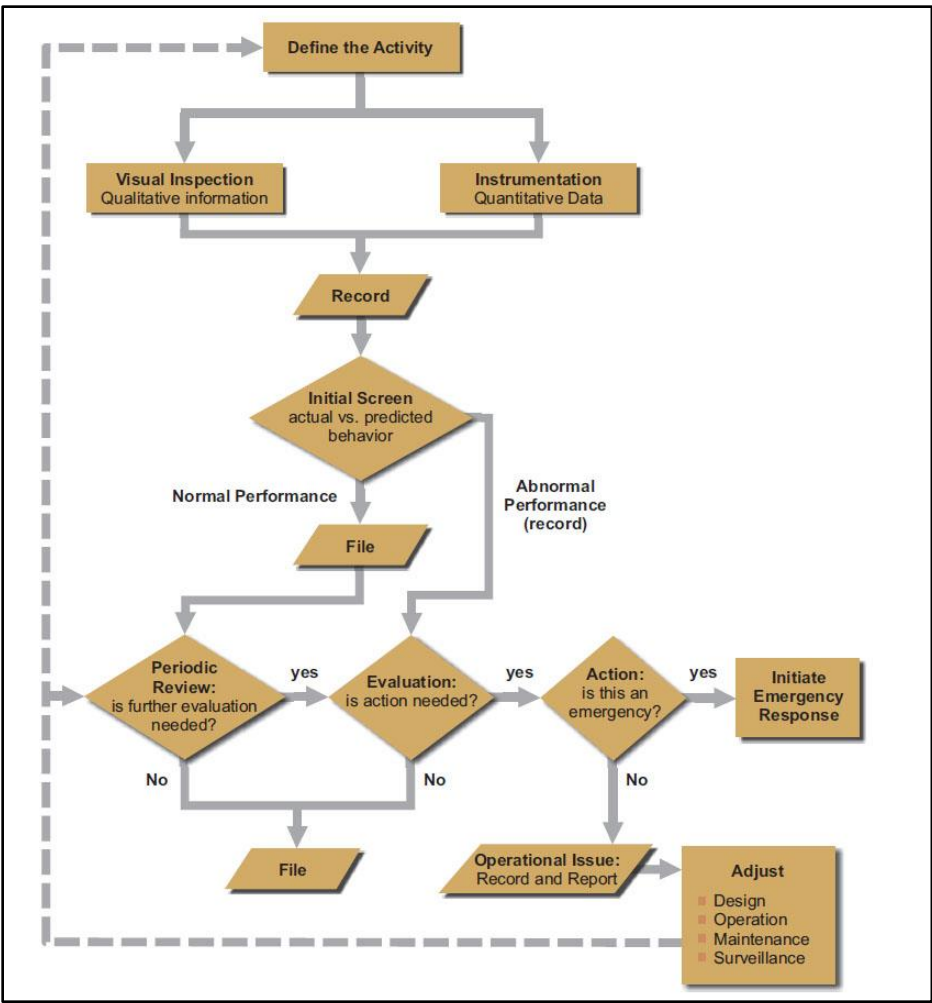 Define the Activity
Visual Inspection
Qualitative information
Instrumentation
Quantitative Data
Record
Initial Screen
actual vs. predicted
behavior
Normal Performance
Abnormal
Performance
(record)
File
Periodic
Review:
is further evaluation
needed?
yes
Evaluation:
is action needed?
yes
Action:
is this an
emergency?
yes
Initiate
Emergency
Response
No
No
No
File
Operational Issue:
Record and Report
Adjust
Design
Operation
Maintenance
Surveillance